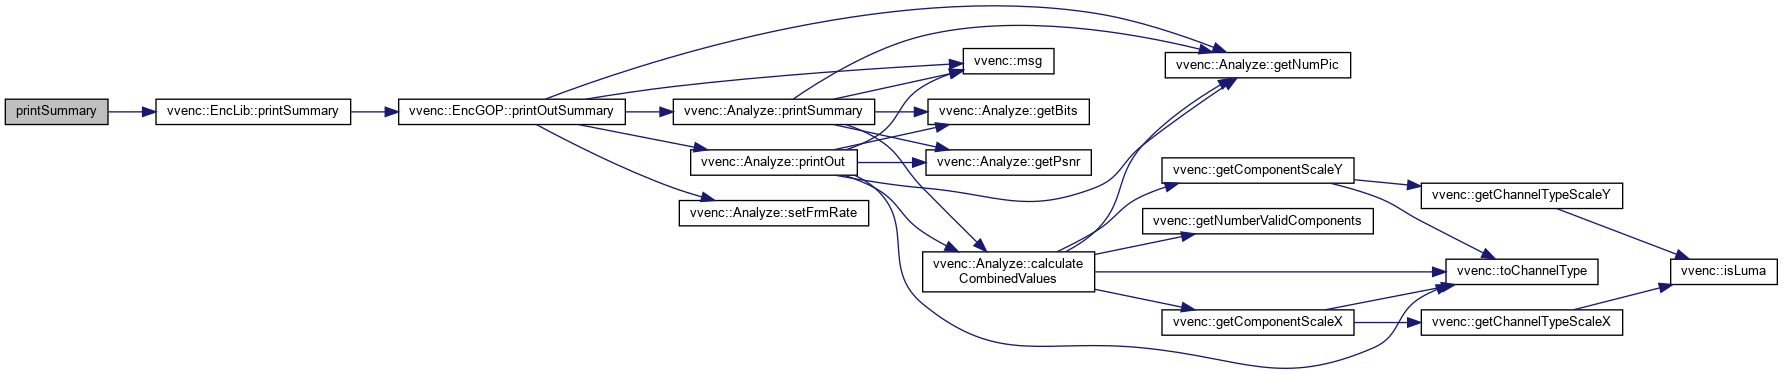 printSummary
vvenc::EncLib::printSummary
vvenc::EncGOP::printOutSummary
vvenc::Analyze::printSummary
vvenc::Analyze::printOut
vvenc::Analyze::setFrmRate
vvenc::msg
vvenc::Analyze::getBits
vvenc::Analyze::getPsnr
vvenc::Analyze::calculate
CombinedValues
vvenc::Analyze::getNumPic
vvenc::getComponentScaleY
vvenc::getNumberValidComponents
vvenc::getComponentScaleX
vvenc::getChannelTypeScaleY
vvenc::toChannelType
vvenc::getChannelTypeScaleX
vvenc::isLuma